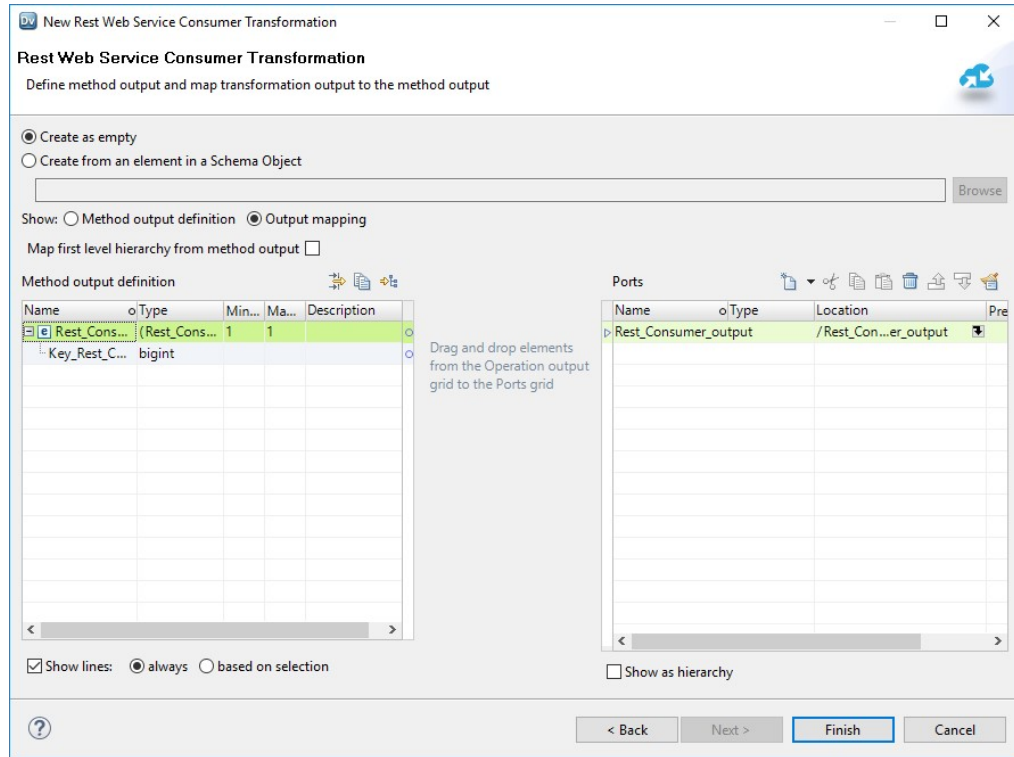 Dv New Rest Web Service Consumer Transformation
Rest Web Service Consumer Transformation
Define method output and map transformation output to the method output
Create as empty
Create from an element in a Schema Object
Browse
Show: Method output definition Output mapping
Map first level hierarchy from method output
Method output definition
Name Type Min... Ma... Description
e Rest_Cons... (Rest_Cons... 1 1
Key_Rest_C... bigint
Drag and drop elements
from the Operation output
grid to the Ports grid
Ports
Name Type Location Pre
Rest_Consumer_output /Rest_Con...er_output
Show lines: always based on selection
Show as hierarchy
?
< Back Next > Finish Cancel